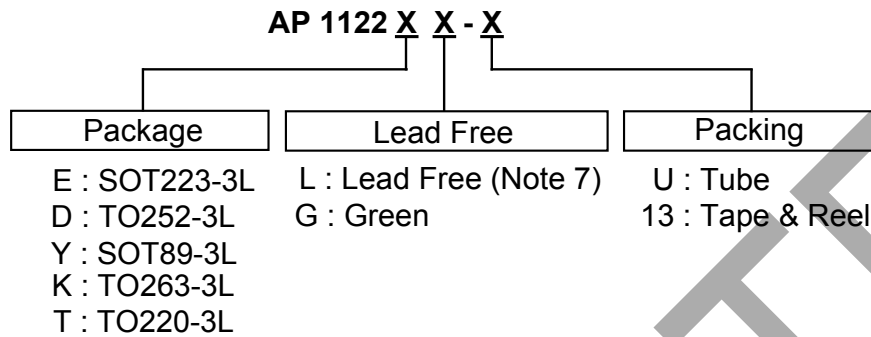 AP 1122 X X - X
Package
Lead Free
Packing
E : SOT223-3L
D : TO252-3L
Y : SOT89-3L
K : TO263-3L
T : TO220-3L
L : Lead Free (Note 7)
G : Green
U : Tube
13 : Tape & Reel